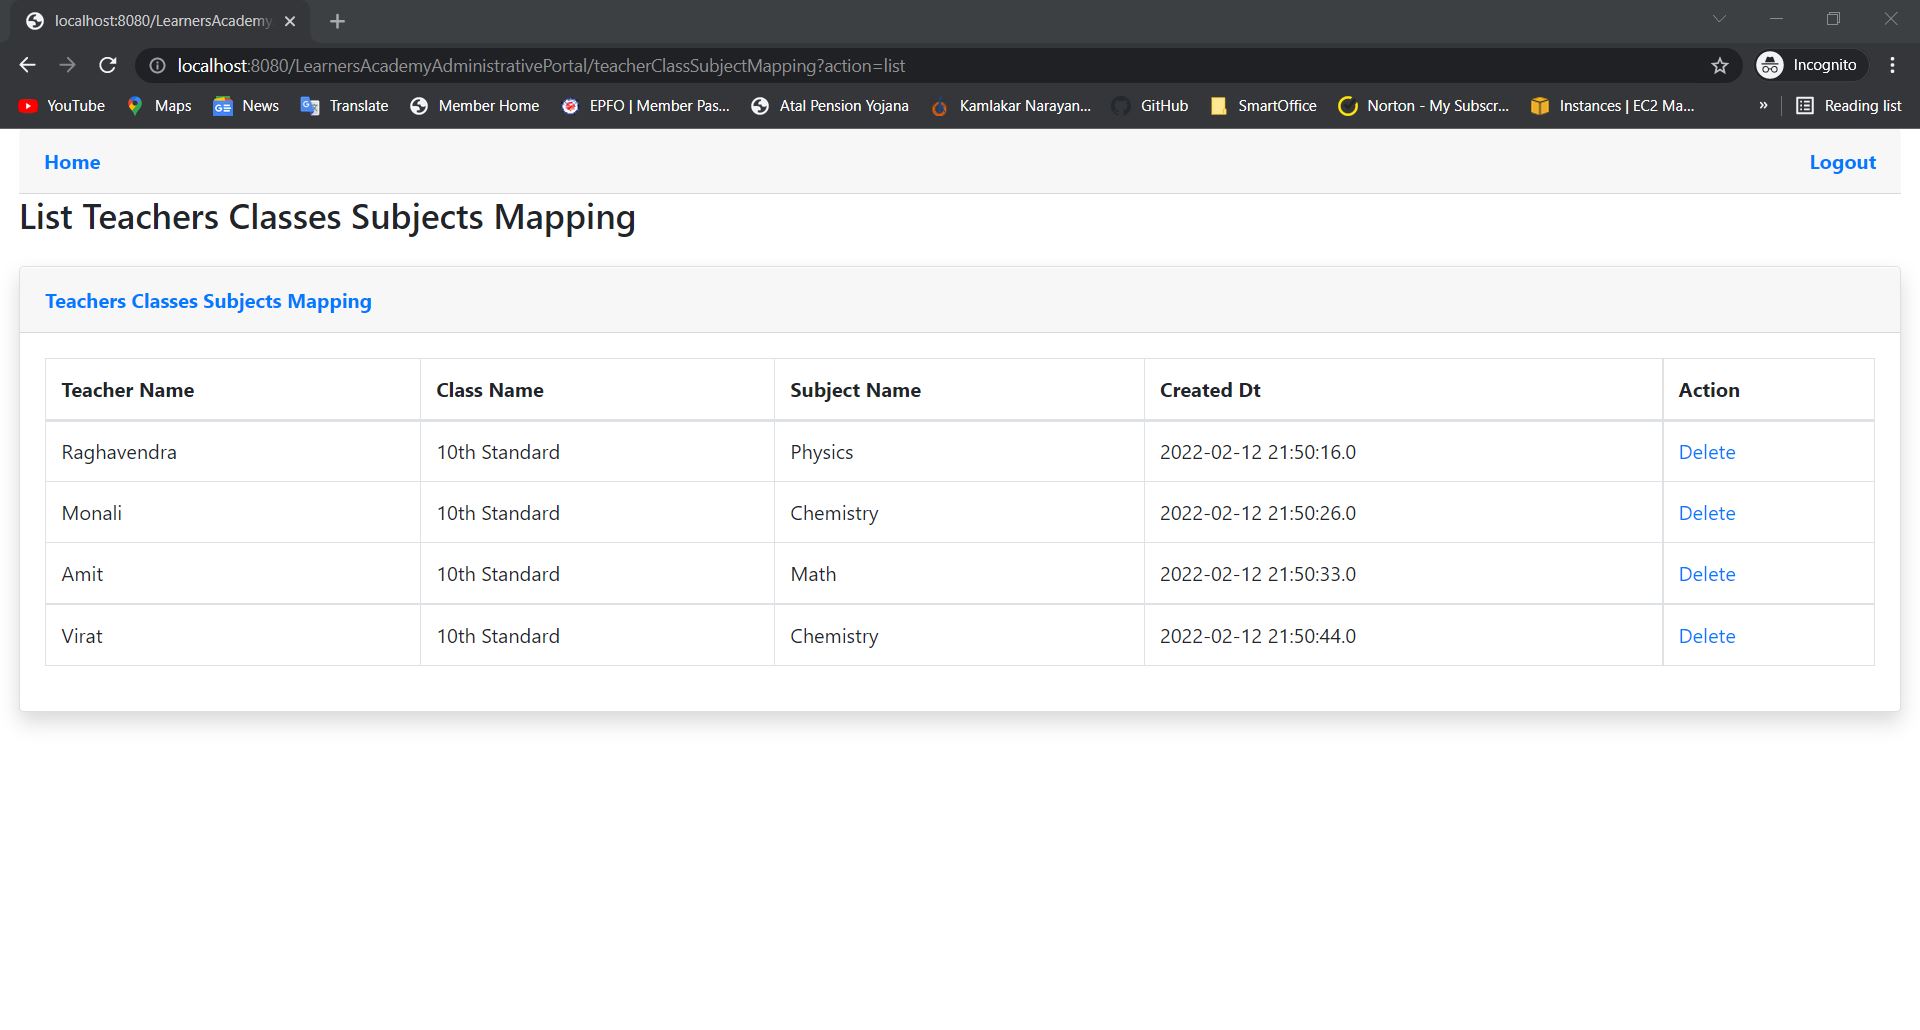 localhost:8080/LearnersAcademy
localhost:8080/LearnersAcademyAdministrativePortal/teacherClassSubjectMapping?action=list Incognito
YouTube Maps News Translate Member Home EPFO | Member Pas... Atal Pension Yojana Kamlakar Narayan... GitHub SmartOffice Norton - My Subscr... Instances | EC2 Ma... » Reading list
Home Logout
List Teachers Classes Subjects Mapping
Teachers Classes Subjects Mapping
Teacher Name Class Name Subject Name Created Dt Action
Raghavendra 10th Standard Physics 2022-02-12 21:50:16.0 Delete
Monali 10th Standard Chemistry 2022-02-12 21:50:26.0 Delete
Amit 10th Standard Math 2022-02-12 21:50:33.0 Delete
Virat 10th Standard Chemistry 2022-02-12 21:50:44.0 Delete